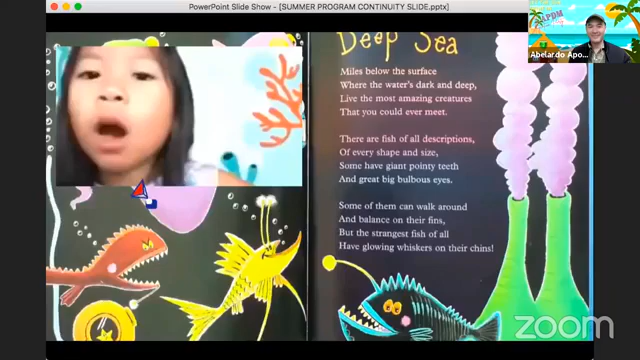 PowerPoint Slide Show - [SUMMER PROGRAM CONTINUITY SLIDE.pptx]
Abelardo Apo...
Deep Sea
Miles below the surface
Where the water's dark and deep,
Live the most amazing creatures
That you could ever meet.
There are fish of all descriptions,
Of every shape and size,
Some have giant pointy teeth
And great big bulbous eyes.
Some of them can walk around
And balance on their fins,
But the strangest fish of all
Have glowing whiskers on their chins!
zoom